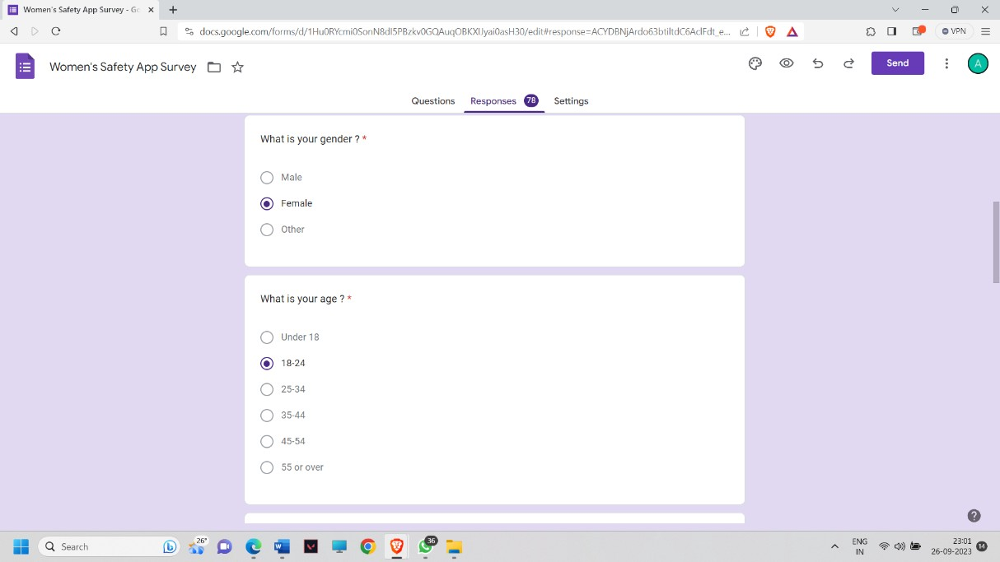 Women's Safety App Survey - Go
docs.google.com/forms/d/1Hu0RYcmi0SonN8dI5PBzkv0GQAuqOBKXIJyai0asH30/edit#response=ACYDBNjArdo63btiltdC6AclFdt_e...
VPN
Women's Safety App Survey
Send
A
Questions
Responses 78
Settings
What is your gender ? *
Male
Female
Other
What is your age ? *
Under 18
18-24
25-34
35-44
45-54
55 or over
Search
26°
36
ENG
IN
23:01
26-09-2023
14